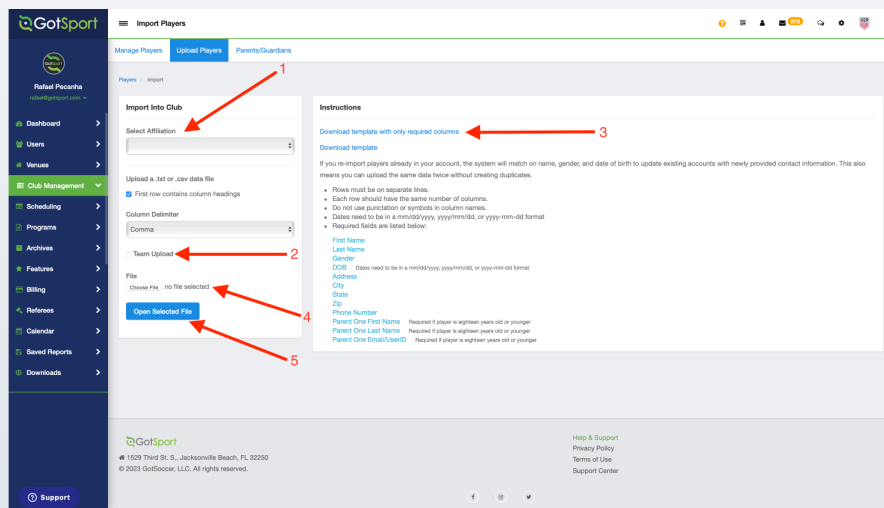 GotSport
Import Players
Manage Players Upload Players Parents/Guardians
Rafael Pecanha
rafael@gotsport.com
Dashboard
Users
Venues
Club Management
Scheduling
Programs
Archives
Features
Billing
Referees
Calendar
Saved Reports
Downloads
Support
Players Import
1
Import Into Club
Select Affiliation
Upload a .txt or .csv data file
First row contains column headings
Column Delimiter
Comma
Team Upload
2
File
Choose File no file selected
4
Open Selected File
5
Instructions
Download template with only required columns
3
Download template
If you re-import players already in your account, the system will match on name, gender, and date of birth to update existing accounts with newly provided contact information. This also
means you can upload the same data twice without creating duplicates.
• Rows must be on separate lines.
• Each row should have the same number of columns.
• Do not use punctation or symbols in column names.
• Dates need to be in a mm/dd/yyyy, yyyy/mm/dd, or yyyy-mm-dd format
• Required fields are listed below:
First Name
Last Name
Gender
DOB Dates need to be in a mm/dd/yyyy, yyyy/mm/dd, or yyyy-mm-dd format
Address
City
State
Zip
Phone Number
Parent One First Name Required if player is eighteen years old or younger
Parent One Last Name Required if player is eighteen years old or younger
Parent One Email/UserID Required if player is eighteen years old or younger
GotSport
1529 Third St. S., Jacksonville Beach, FL 32250
© 2023 GotSoccer, LLC. All rights reserved.
Help & Support
Privacy Policy
Terms of Use
Support Center